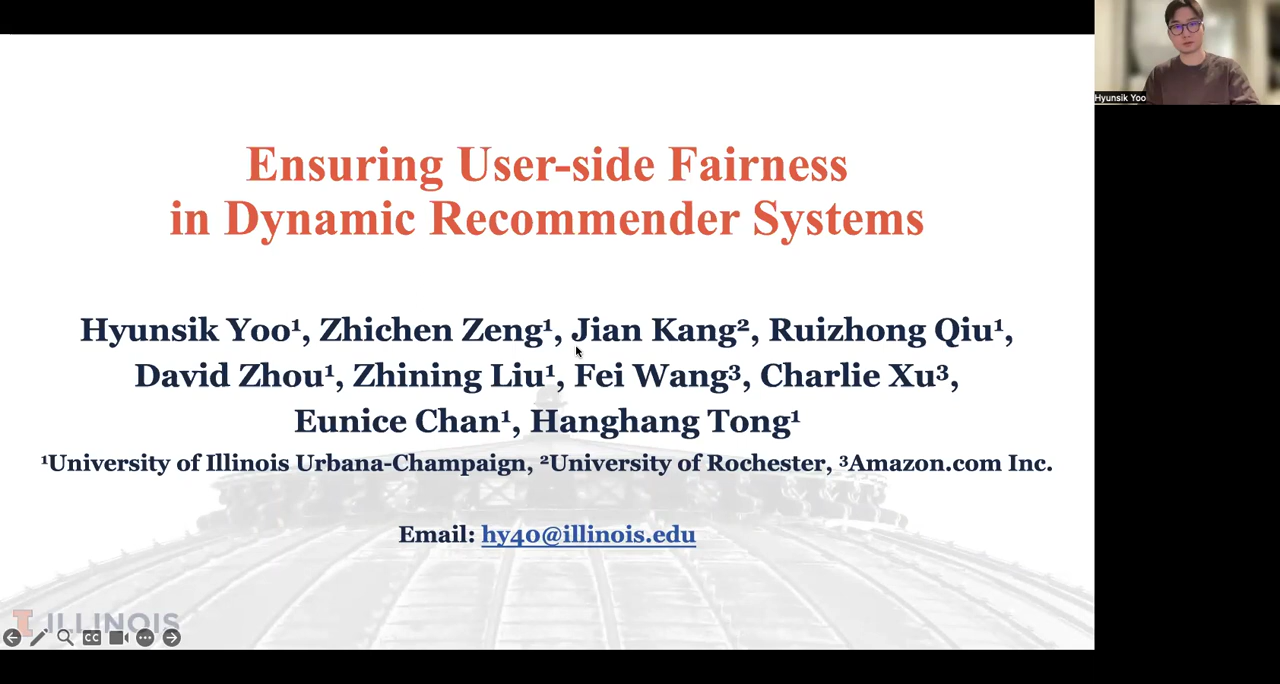 Ensuring User-side Fairness
in Dynamic Recommender Systems
Hyunsik Yoo¹, Zhichen Zeng¹, Jian Kang², Ruizhong Qiu¹,
David Zhou¹, Zhining Liu¹, Fei Wang³, Charlie Xu³,
Eunice Chan¹, Hanghang Tong¹
¹University of Illinois Urbana-Champaign, ²University of Rochester, ³Amazon.com Inc.
Email: hy40@illinois.edu
I ILLINOIS
CC
Hyunsik Yoo